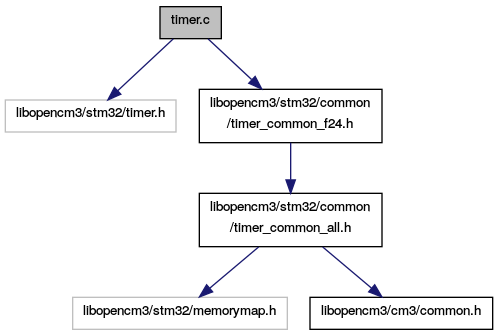 timer.c
libopencm3/stm32/timer.h
libopencm3/stm32/common
/timer_common_f24.h
libopencm3/stm32/common
/timer_common_all.h
libopencm3/stm32/memorymap.h
libopencm3/cm3/common.h